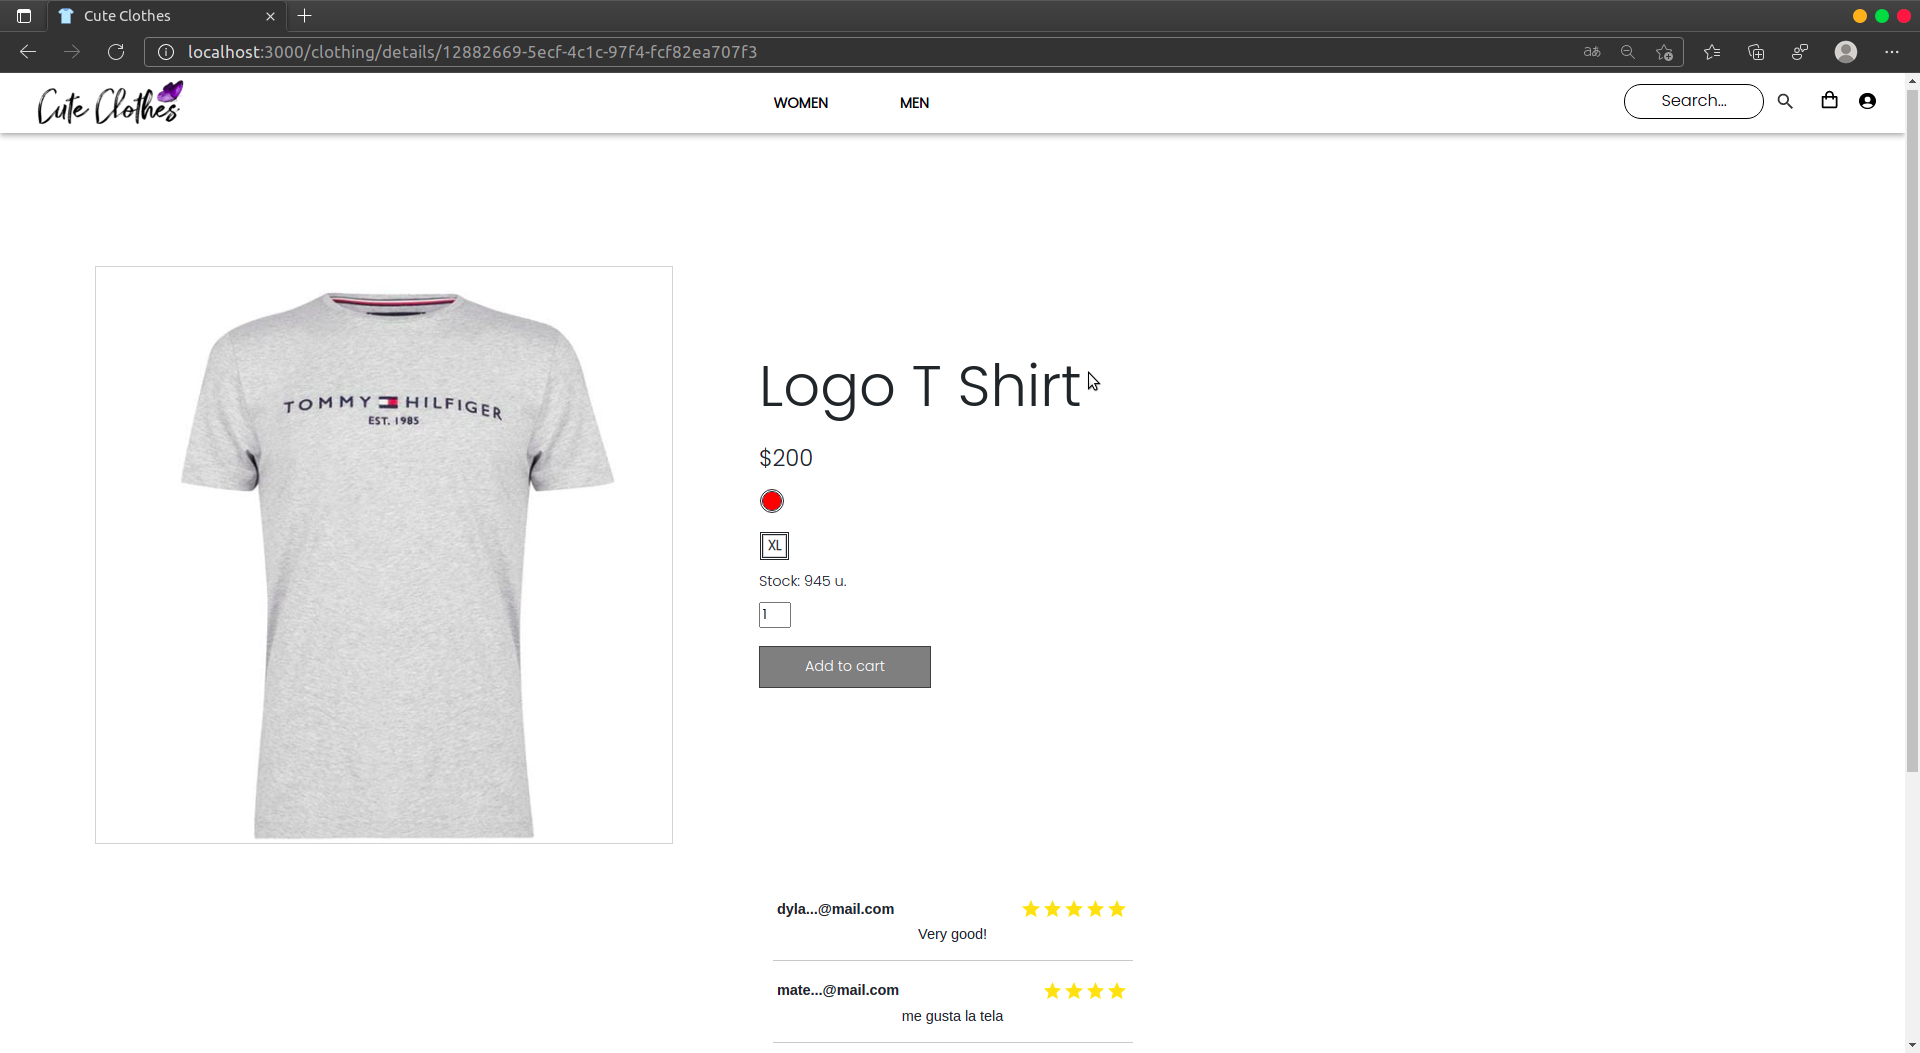 Cute Clothes
localhost:3000/clothing/details/12882669-5ecf-4c1c-97f4-fcf82ea707f3
Cute Clothes
WOMEN
MEN
Search...
TOMMY HILFIGER
EST. 1985
Logo T Shirt
$200
XL
Stock: 945 u.
1
Add to cart
dyla...@mail.com
Very good!
mate...@mail.com
me gusta la tela